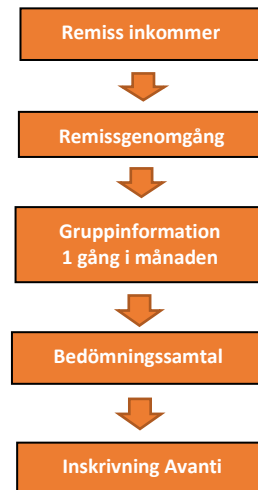 Remiss inkommer
Remissgenomgång
Gruppinformation
1 gång i månaden
Bedömningssamtal
Inskrivning Avanti